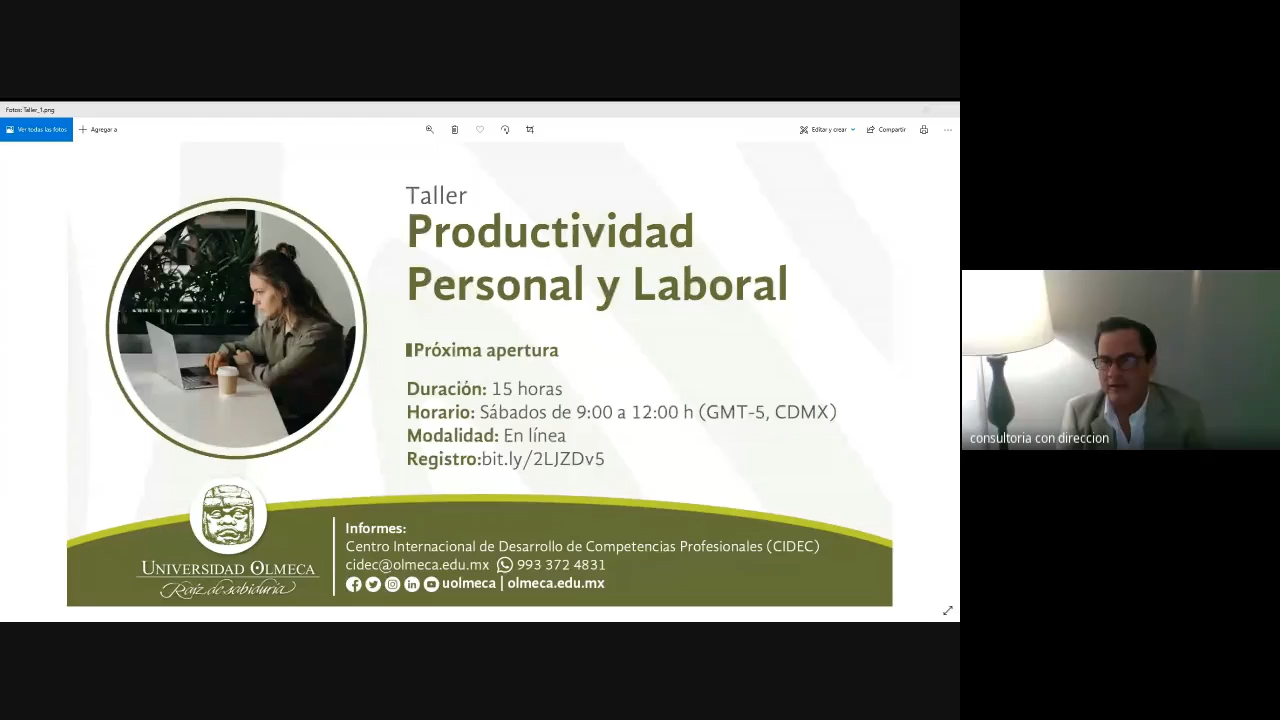 Fotos: Taller_1.png
Ver todas las fotos
Agregar a
Editar y crear
Compartir
Taller
Productividad
Personal y Laboral
Próxima apertura
Duración: 15 horas
Horario: Sábados de 9:00 a 12:00 h (GMT-5, CDMX)
Modalidad: En línea
Registro:bit.ly/2LJZDv5
UNIVERSIDAD OLMECA
Raíz de sabiduría
Informes:
Centro Internacional de Desarrollo de Competencias Profesionales (CIDEC)
cidec@olmeca.edu.mx 993 372 4831
uolmeca | olmeca.edu.mx
consultoria con direccion